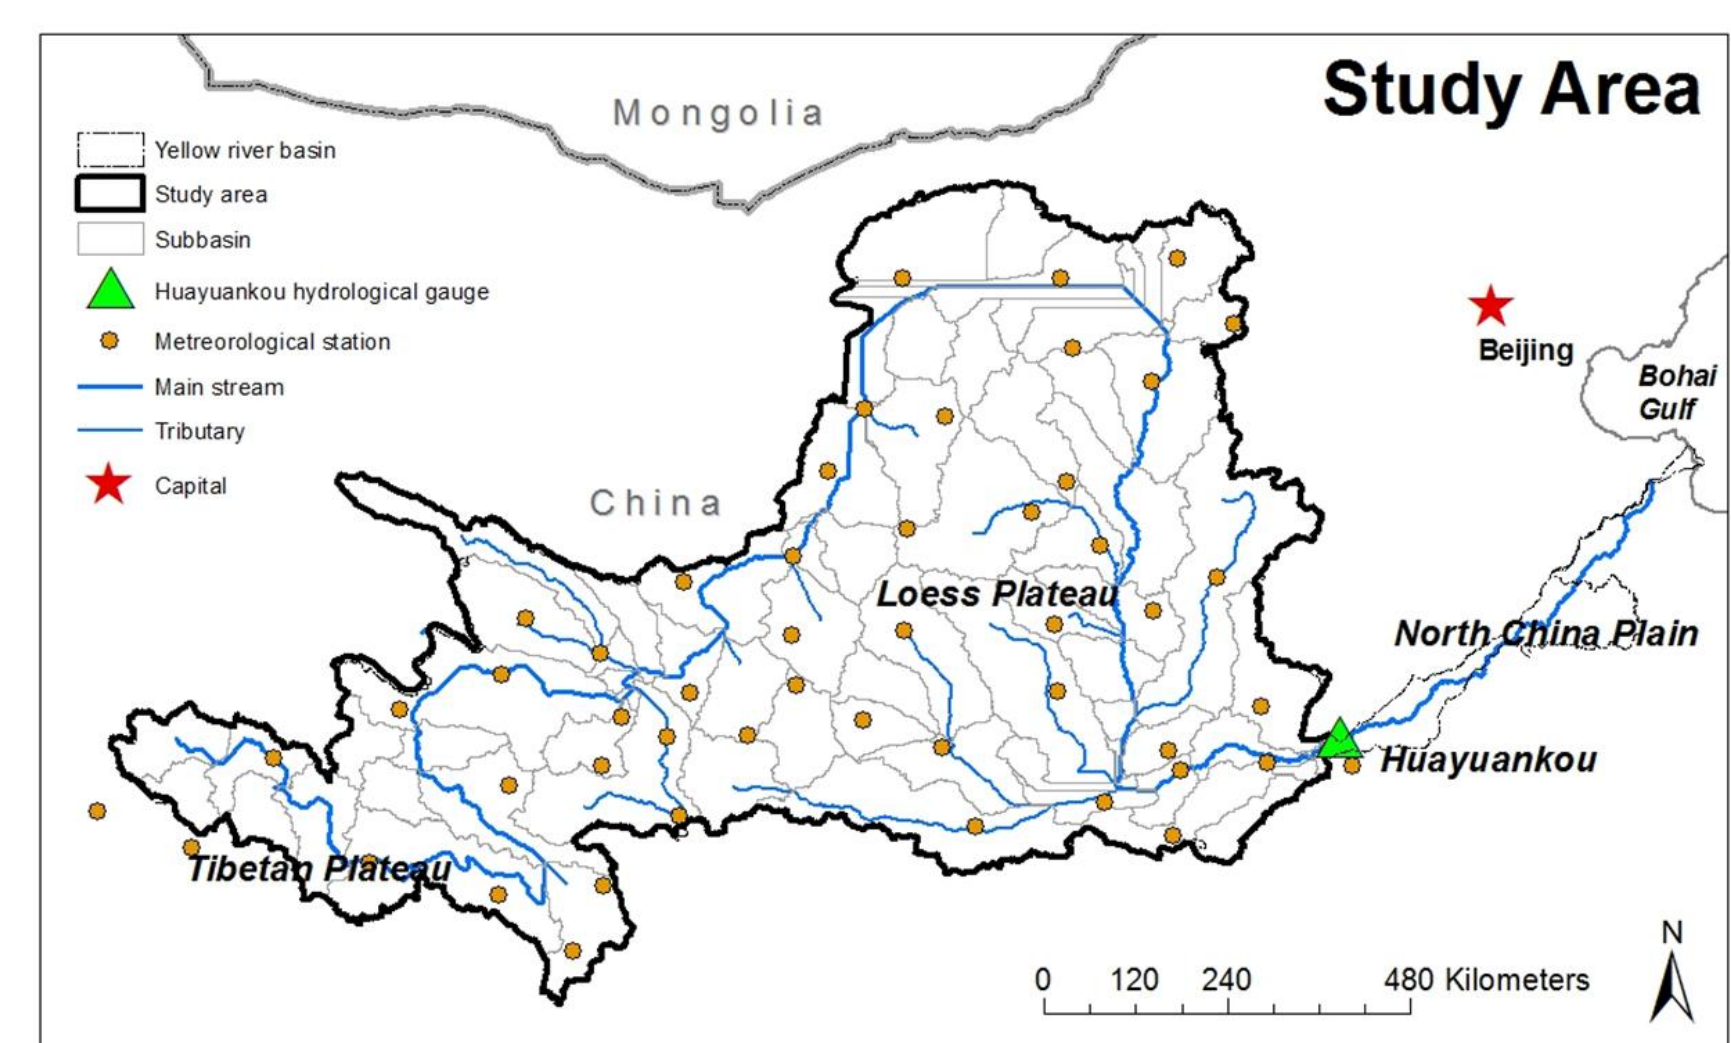 Study Area
Mongolia
Yellow river basin
Study area
Subbasin
Huayuankou hydrological gauge
Metreorological station
Main stream
Tributary
Capital
China
Beijing
Bohai
Gulf
Loess Plateau
North China Plain
Huayuankou
Tibetan Plateau
N
0 120 240 480 Kilometers